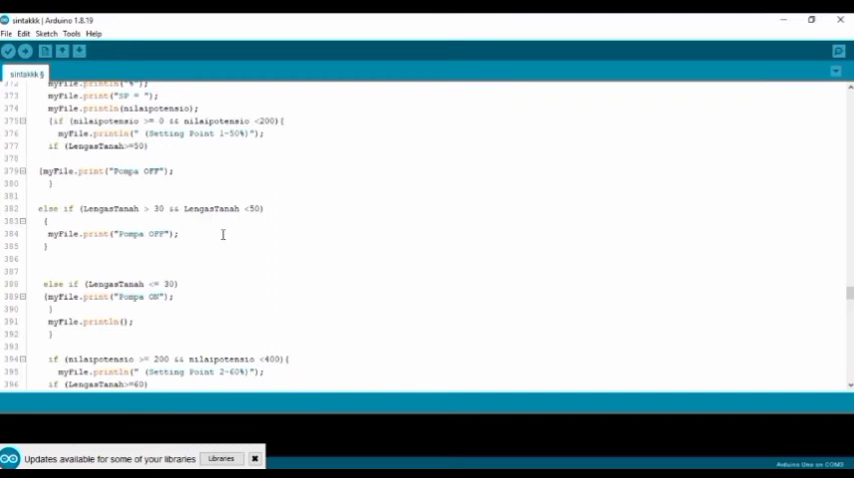 sintakkk | Arduino 1.8.19
File Edit Sketch Tools Help
sintakkk §
372 myFile.println("%");
373 myFile.print("SP = ");
374 myFile.println(nilaipotensio);
375 {if (nilaipotensio >= 0 && nilaipotensio <200){
376 myFile.println(" (Setting Point 1-50%)");
377 if (LengasTanah>=50)
378
379 {myFile.print("Pompa OFF");
380 }
381
382 else if (LengasTanah > 30 && LengasTanah <50)
383 {
384 myFile.print("Pompa OFF");
385 }
386
387
388 else if (LengasTanah <= 30)
389 {myFile.print("Pompa ON");
390 }
391 myFile.println();
392 }
393
394 if (nilaipotensio >= 200 && nilaipotensio <400){
395 myFile.println(" (Setting Point 2-60%)");
396 if (LengasTanah>=60)
Updates available for some of your libraries Libraries
Arduino Uno on COM3